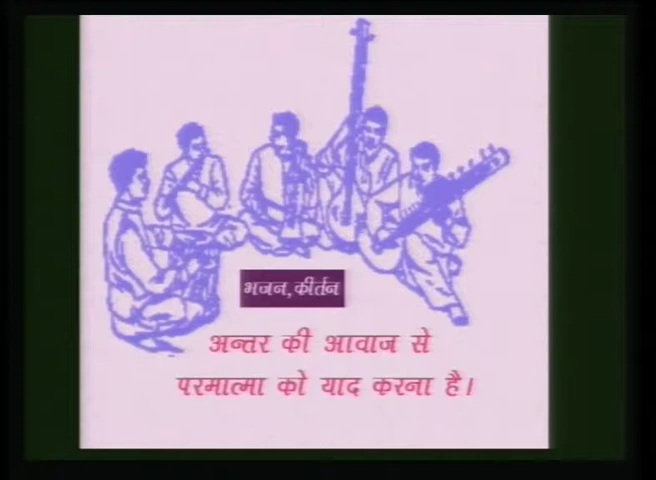 भजन, कीर्तन
अन्तर की आवाज से
परमात्मा को याद करना है।